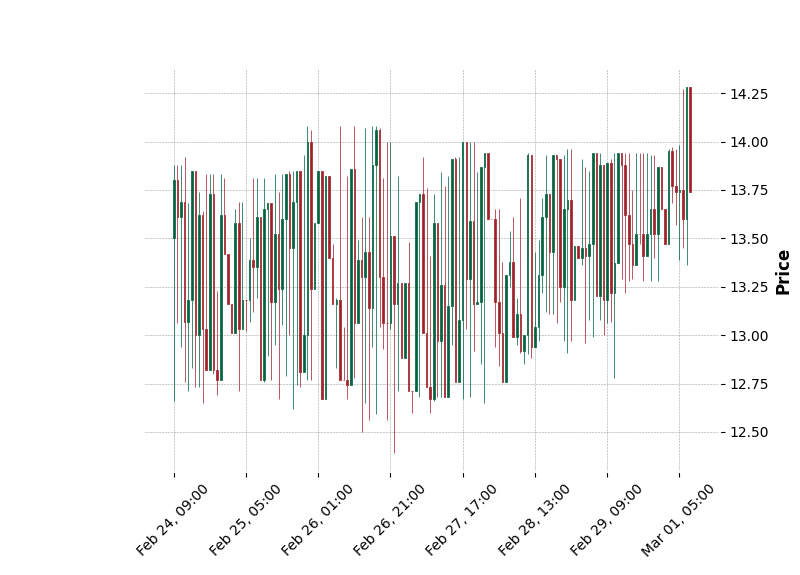 14.25
14.00
13.75
13.50
13.25
13.00
12.75
12.50
Price
Feb 24, 09:00
Feb 25, 05:00
Feb 26, 01:00
Feb 26, 21:00
Feb 27, 17:00
Feb 28, 13:00
Feb 29, 09:00
Mar 01, 05:00